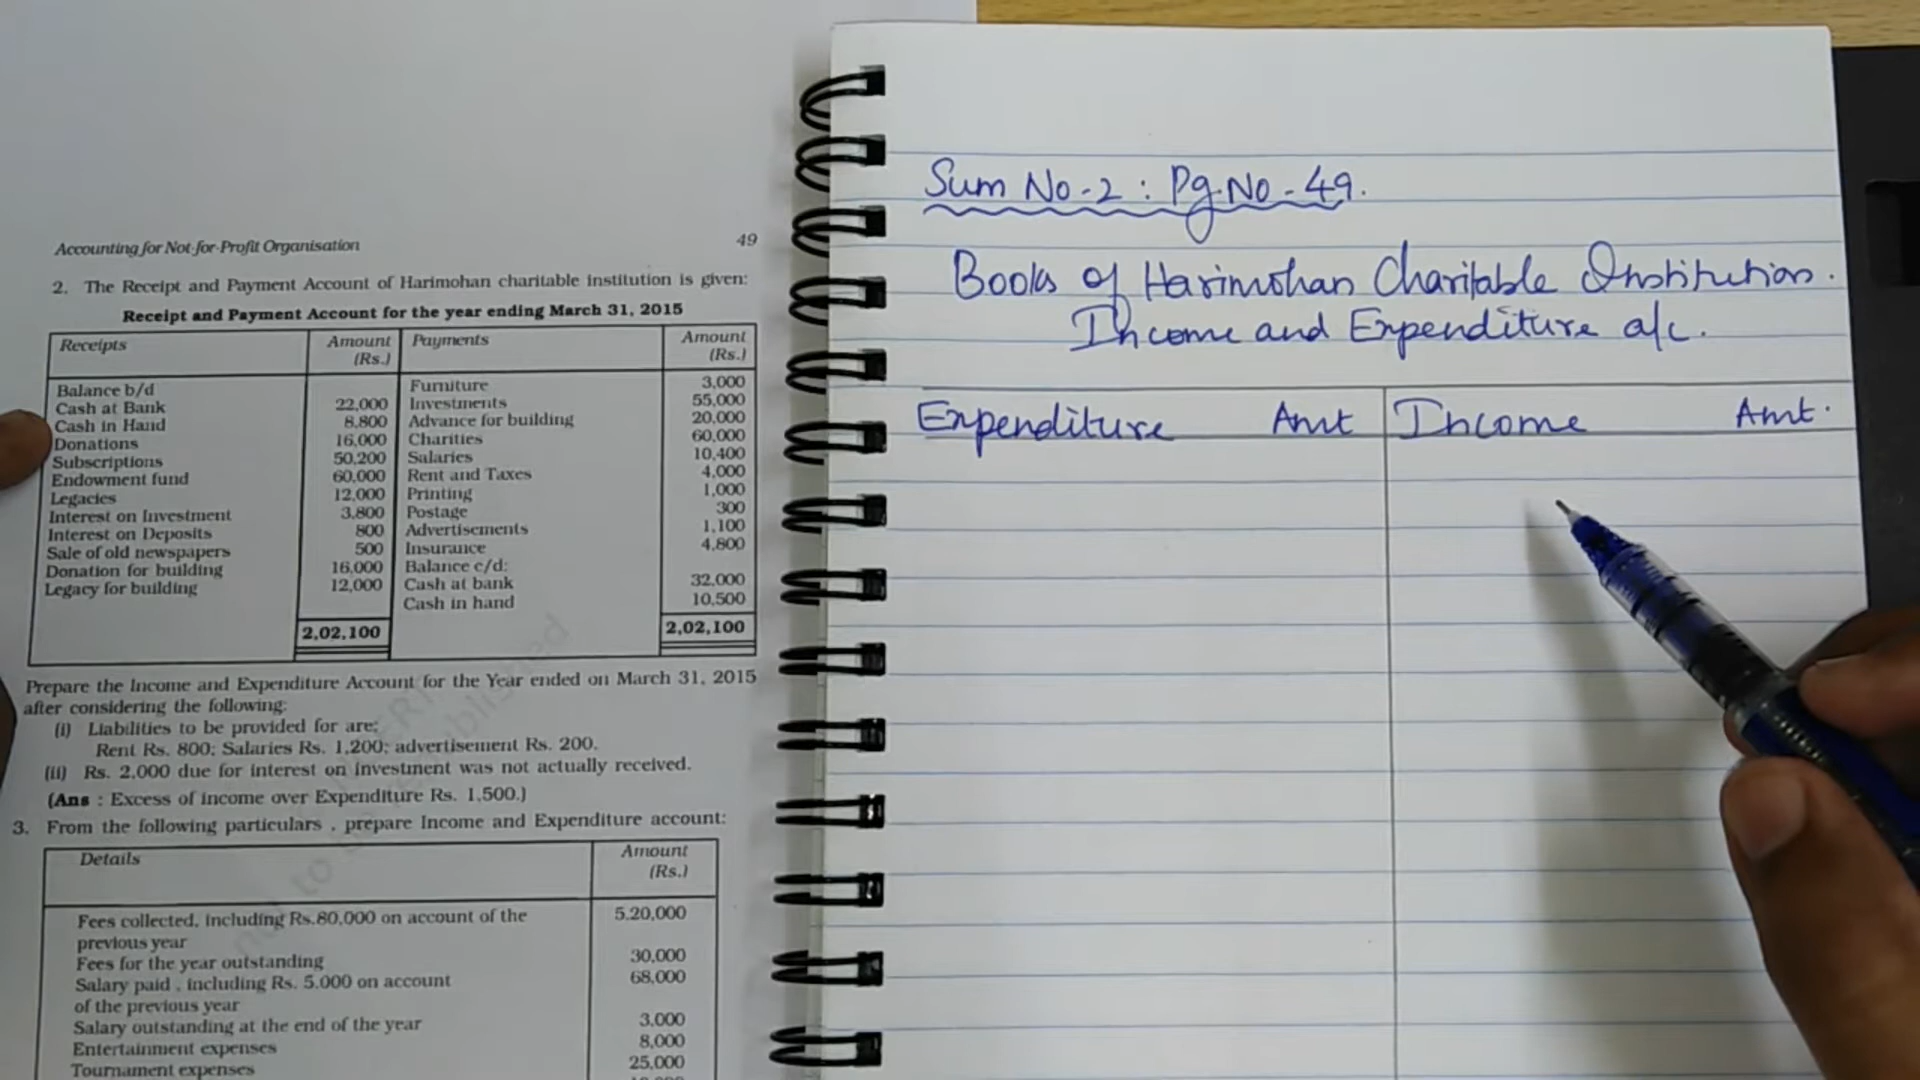 Accounting for Not-for-Profit Organisation 49
2. The Receipt and Payment Account of Harimohan charitable institution is given:
Receipt and Payment Account for the year ending March 31, 2015
Receipts Amount (Rs.) Payments Amount (Rs.)
Balance b/d Furniture 3,000
Cash at Bank 22,000 Investments 55,000
Cash in Hand 8,800 Advance for building 20,000
Donations 16,000 Charities 60,000
Subscriptions 50,200 Salaries 10,400
Endowment fund 60,000 Rent and Taxes 4,000
Legacies 12,000 Printing 1,000
Interest on Investment 3,800 Postage 300
Interest on Deposits 800 Advertisements 1,100
Sale of old newspapers 500 Insurance 4,800
Donation for building 16,000 Balance c/d:
Legacy for building 12,000 Cash at bank 32,000
Cash in hand 10,500
2,02,100 2,02,100
Prepare the Income and Expenditure Account for the Year ended on March 31, 2015
after considering the following:
(i) Liabilities to be provided for are:
Rent Rs. 800; Salaries Rs. 1,200; advertisement Rs. 200.
(ii) Rs. 2,000 due for interest on investment was not actually received.
(Ans : Excess of income over Expenditure Rs. 1,500.)
3. From the following particulars , prepare Income and Expenditure account:
Details Amount (Rs.)
Fees collected, including Rs.80,000 on account of the 5,20,000
previous year
Fees for the year outstanding 30,000
Salary paid , including Rs. 5,000 on account 68,000
of the previous year
Salary outstanding at the end of the year 3,000
Entertainment expenses 8,000
Tournament expenses 25,000
Sum No-2 : Pg.No-49.
Books of Harimohan Charitable Institution.
Income and Expenditure a/c.
Expenditure Amt Income Amt.